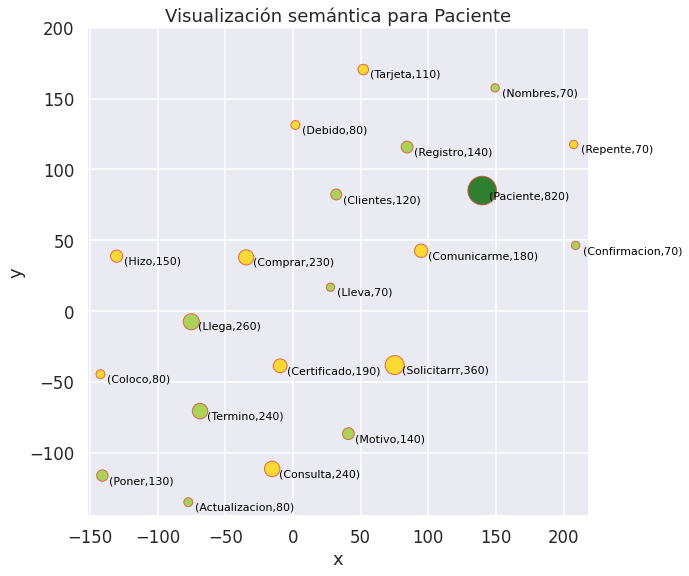 Visualización semántica para Paciente
200
(Tarjeta,110)
(Nombres,70)
150
(Debido,80)
(Registro,140)
(Repente,70)
100
(Clientes,120)
(Paciente,820)
50
(Hizo,150)
(Comprar,230)
(Comunicarme,180)
(Confirmacion,70)
y
(Lleva,70)
0
(Llega,260)
(Certificado,190)
(Solicitarrr,360)
−50
(Coloco,80)
(Termino,240)
(Motivo,140)
−100
(Poner,130)
(Consulta,240)
(Actualizacion,80)
−150 −100 −50 0 50 100 150 200
x